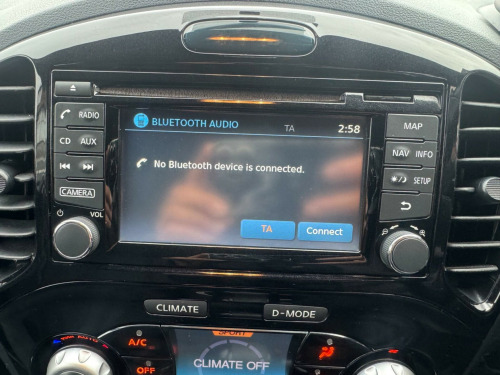 BLUETOOTH AUDIO
TA
2:58
No Bluetooth device is connected.
TA
Connect
RADIO
CD
AUX
CAMERA
VOL
MAP
NAV
INFO
SETUP
CLIMATE
D-MODE
A/C
OFF
CLIMATE OFF